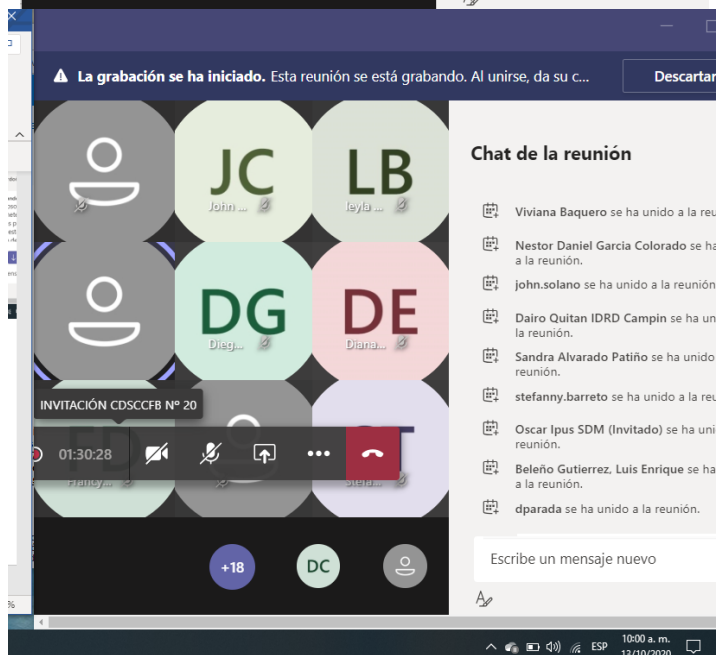 La grabación se ha iniciado. Esta reunión se está grabando. Al unirse, da su c...
Descartar
JC
John ...
LB
leyla ...
DG
Dieg...
DE
Diana...
INVITACIÓN CDSCCFB Nº 20
01:30:28
Francy...
Stefa...
+18
DC
Chat de la reunión
Viviana Baquero se ha unido a la reu
Nestor Daniel Garcia Colorado se ha
a la reunión.
john.solano se ha unido a la reunión
Dairo Quitan IDRD Campin se ha un
la reunión.
Sandra Alvarado Patiño se ha unido
reunión.
stefanny.barreto se ha unido a la reu
Oscar Ipus SDM (Invitado) se ha uni
reunión.
Beleño Gutierrez, Luis Enrique se ha
a la reunión.
dparada se ha unido a la reunión.
Escribe un mensaje nuevo
%
ESP
10:00 a. m.
13/10/2020